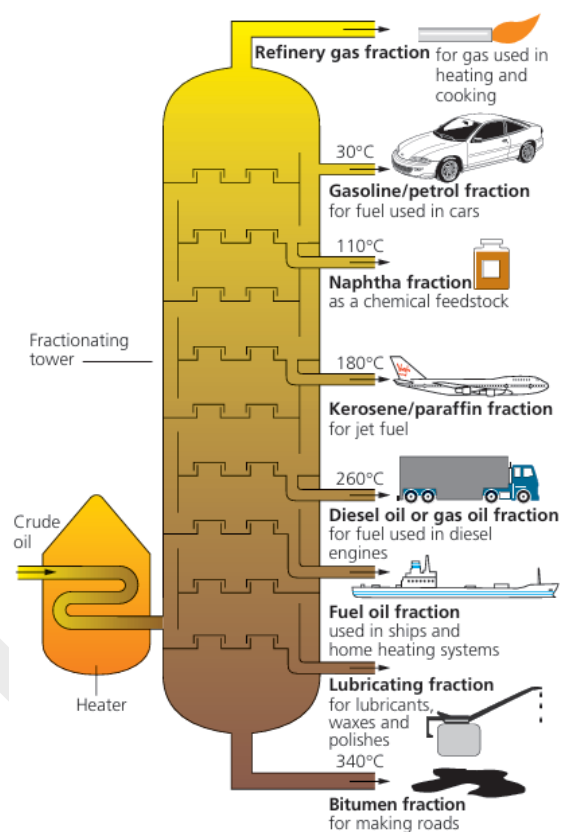 Refinery gas fraction
for gas used in
heating and
cooking
30°C
Gasoline/petrol fraction
for fuel used in cars
110°C
Naphtha fraction
as a chemical feedstock
Fractionating
tower
180°C
Kerosene/paraffin fraction
for jet fuel
260°C
Diesel oil or gas oil fraction
for fuel used in diesel
engines
Crude
oil
Fuel oil fraction
used in ships and
home heating systems
Heater
Lubricating fraction
for lubricants,
waxes and
polishes
340°C
Bitumen fraction
for making roads